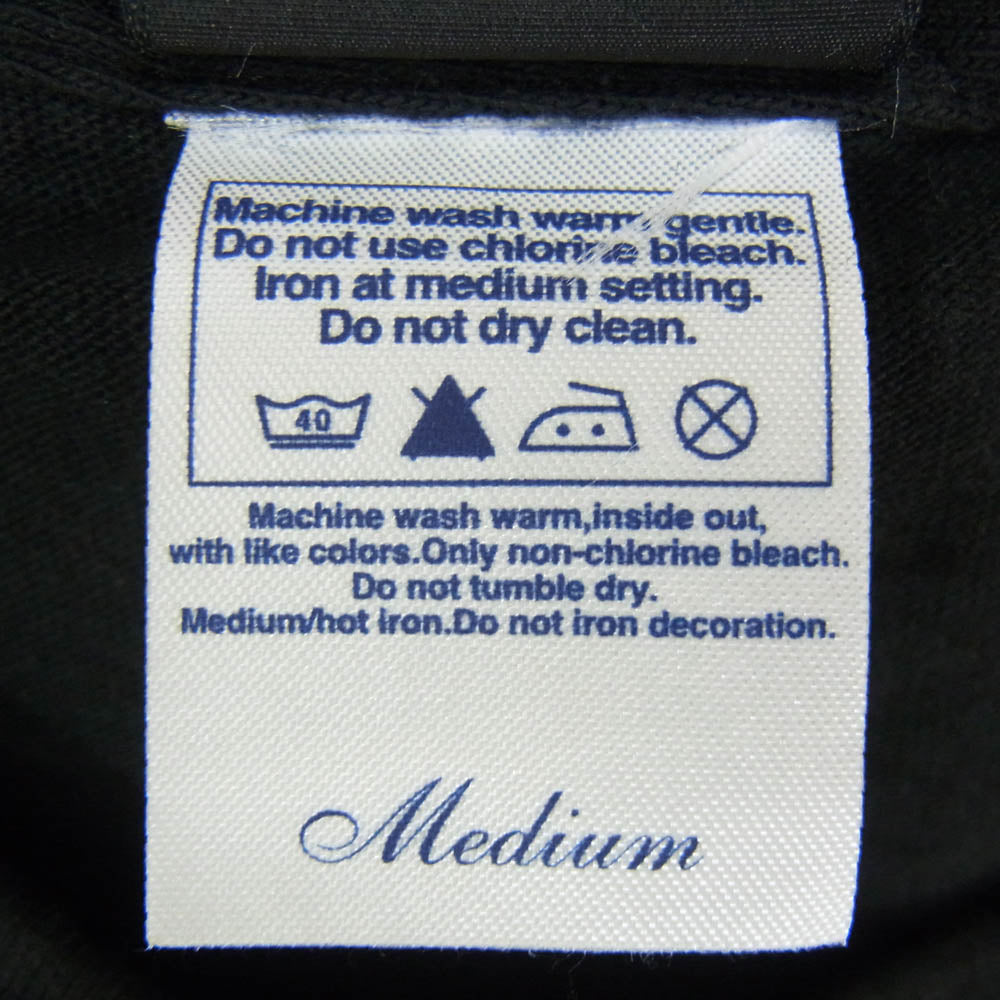 Machine wash warm gentle.
Do not use chlorine bleach.
Iron at medium setting.
Do not dry clean.
40
Machine wash warm,inside out,
with like colors.Only non-chlorine bleach.
Do not tumble dry.
Medium/hot iron.Do not iron decoration.
Medium